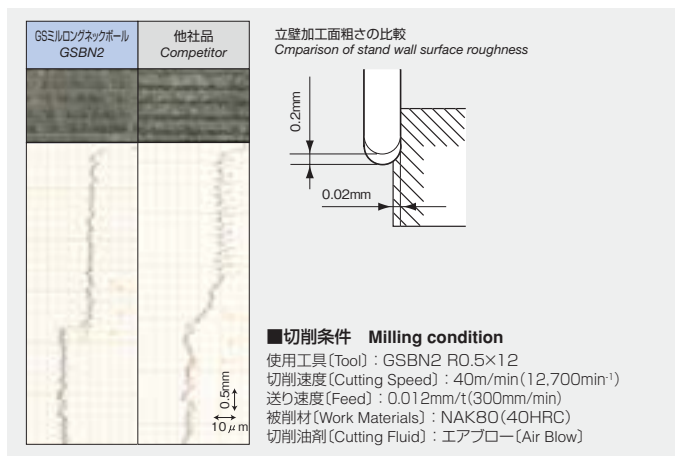 GSミルロングネックボール
GSBN2
他社品
Competitor
0.5mm
10μm
立壁加工面粗さの比較
Cmparison of stand wall surface roughness
0.2mm
0.02mm
■切削条件 Milling condition
使用工具〔Tool〕：GSBN2 R0.5×12
切削速度〔Cutting Speed〕：40m/min(12,700min-1)
送り速度〔Feed〕：0.012mm/t(300mm/min)
被削材〔Work Materials〕：NAK80(40HRC)
切削油剤〔Cutting Fluid〕：エアブロー〔Air Blow〕